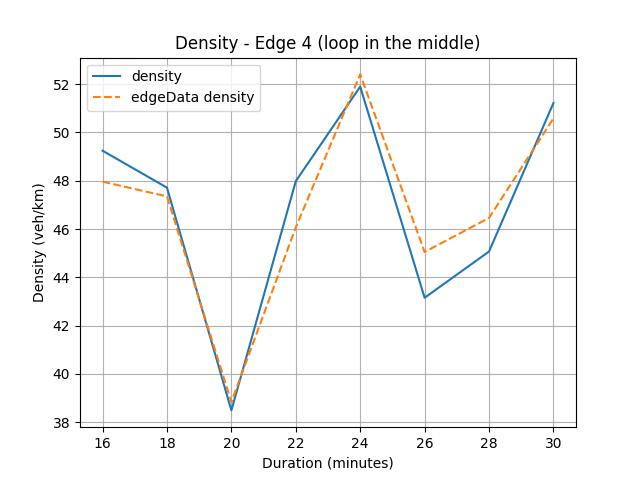 Density - Edge 4 (loop in the middle)
density
edgeData density
Density (veh/km)
52
50
48
46
44
42
40
38
16 18 20 22 24 26 28 30
Duration (minutes)